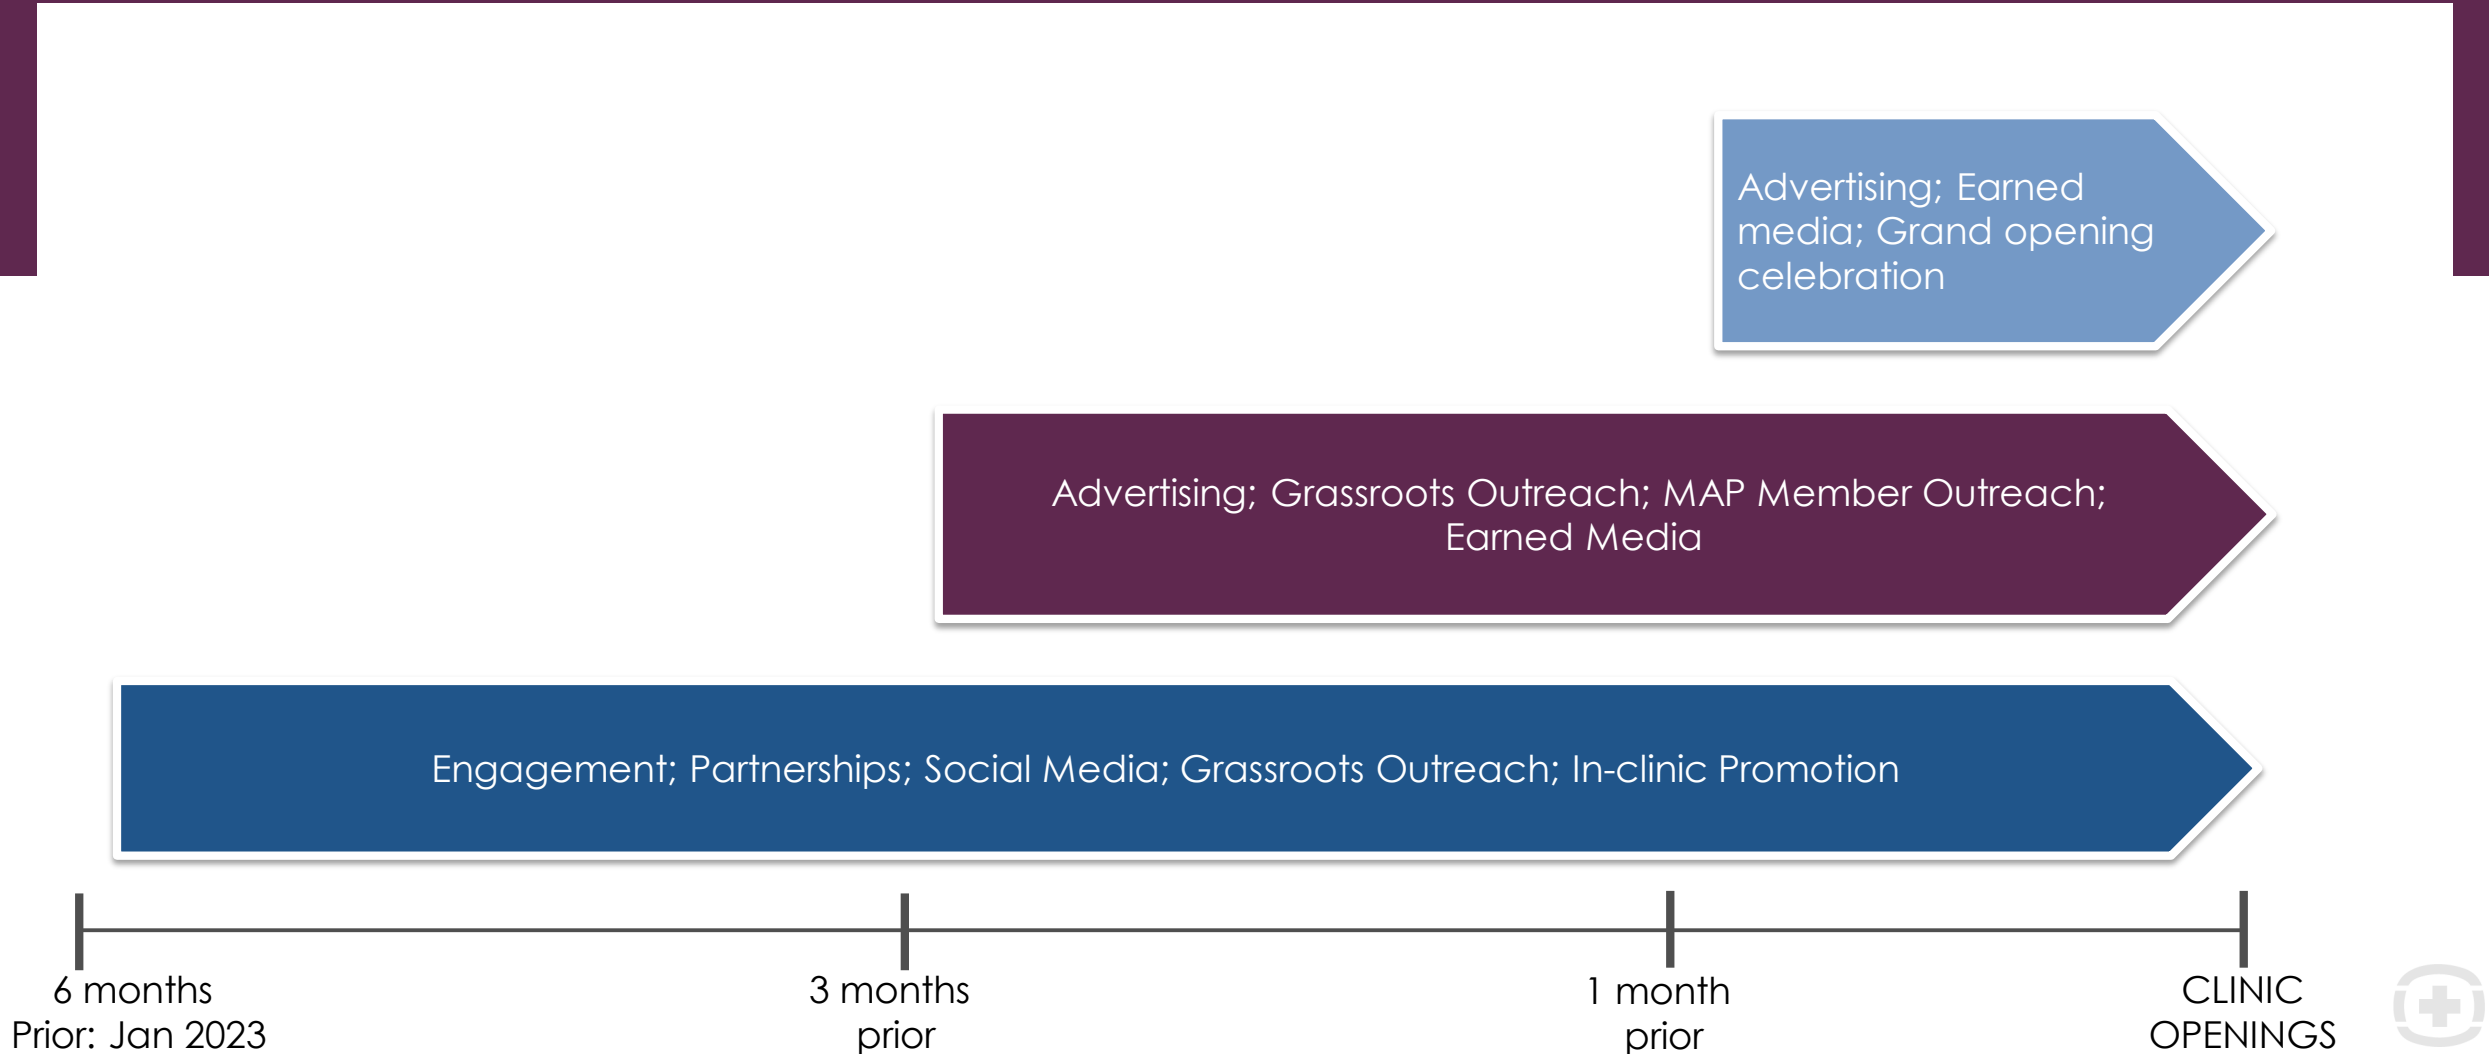 Advertising; Earned
media; Grand opening
celebration
Advertising; Grassroots Outreach; MAP Member Outreach;
Earned Media
Engagement; Partnerships; Social Media; Grassroots Outreach; In-clinic Promotion
6 months
Prior: Jan 2023
3 months
prior
1 month
prior
CLINIC
OPENINGS